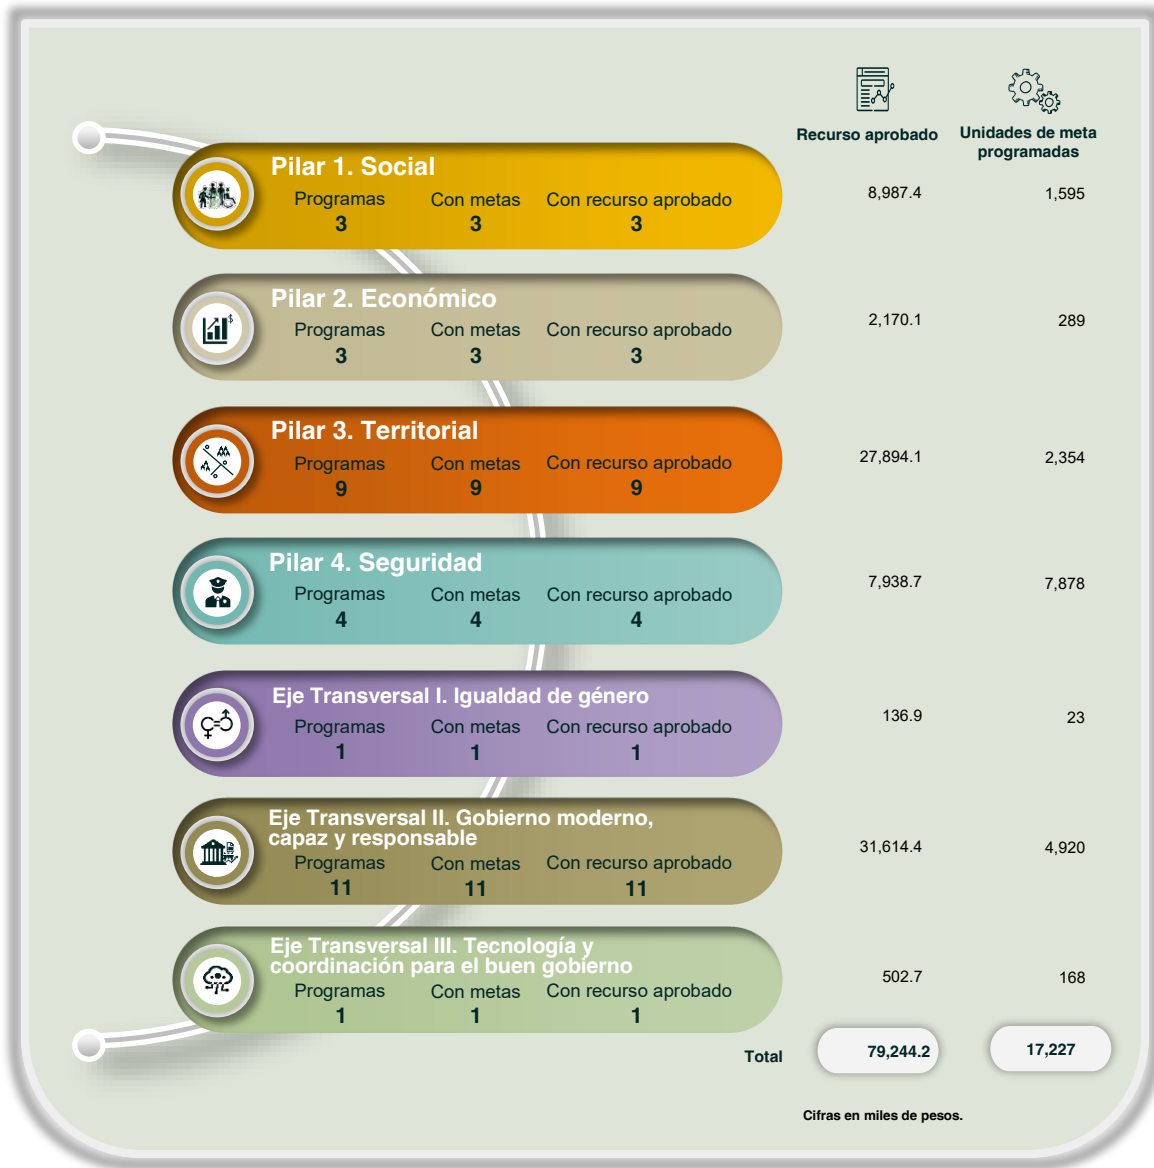 Recurso aprobado
Unidades de meta
programadas
Pilar 1. Social
Programas Con metas Con recurso aprobado
3 3 3
8,987.4 1,595
Pilar 2. Económico
Programas Con metas Con recurso aprobado
3 3 3
2,170.1 289
Pilar 3. Territorial
Programas Con metas Con recurso aprobado
9 9 9
27,894.1 2,354
Pilar 4. Seguridad
Programas Con metas Con recurso aprobado
4 4 4
7,938.7 7,878
Eje Transversal I. Igualdad de género
Programas Con metas Con recurso aprobado
1 1 1
136.9 23
Eje Transversal II. Gobierno moderno,
capaz y responsable
Programas Con metas Con recurso aprobado
11 11 11
31,614.4 4,920
Eje Transversal III. Tecnología y
coordinación para el buen gobierno
Programas Con metas Con recurso aprobado
1 1 1
502.7 168
Total 79,244.2 17,227
Cifras en miles de pesos.